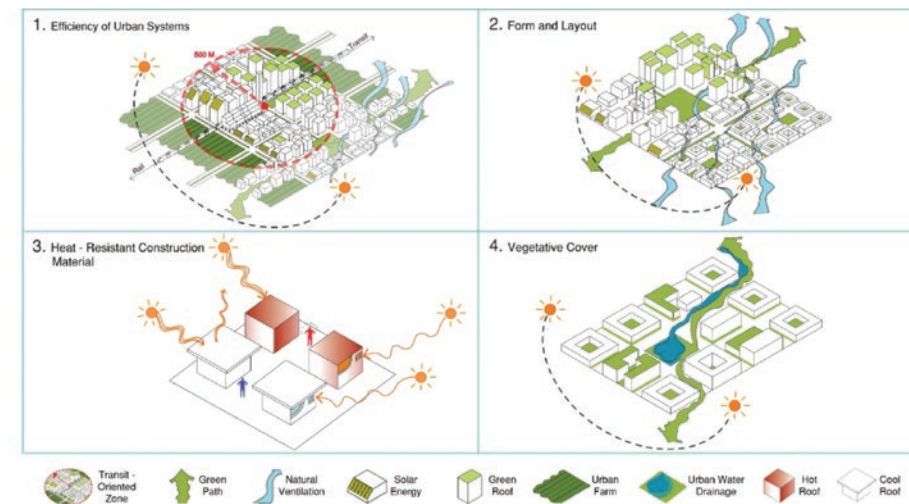 1. Efficiency of Urban Systems
500 M
Transit
Rail
2. Form and Layout
3. Heat - Resistant Construction
Material
4. Vegetative Cover
Transit -
Oriented
Zone
Green
Path
Natural
Ventilation
Solar
Energy
Green
Roof
Urban
Farm
Urban Water
Drainage
Hot
Roof
Cool
Roof